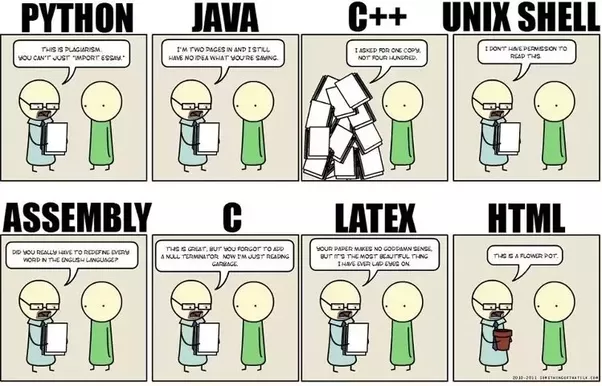 PYTHON
THIS IS PLAGIARISM.
YOU CAN'T JUST "IMPORT ESSAY."
JAVA
I'M TWO PAGES IN AND I STILL
HAVE NO IDEA WHAT YOU'RE SAYING.
C++
I ASKED FOR ONE COPY,
NOT FOUR HUNDRED.
UNIX SHELL
I DON'T HAVE PERMISSION TO
READ THIS.
ASSEMBLY
DID YOU REALLY HAVE TO REDEFINE EVERY
WORD IN THE ENGLISH LANGUAGE?
C
THIS IS GREAT, BUT YOU FORGOT TO ADD
A NULL TERMINATOR. NOW I'M JUST READING
GARBAGE.
LATEX
YOUR PAPER MAKES NO GODDAMN SENSE,
BUT IT'S THE MOST BEAUTIFUL THING
I HAVE EVER LAID EYES ON.
HTML
THIS IS A FLOWER POT.